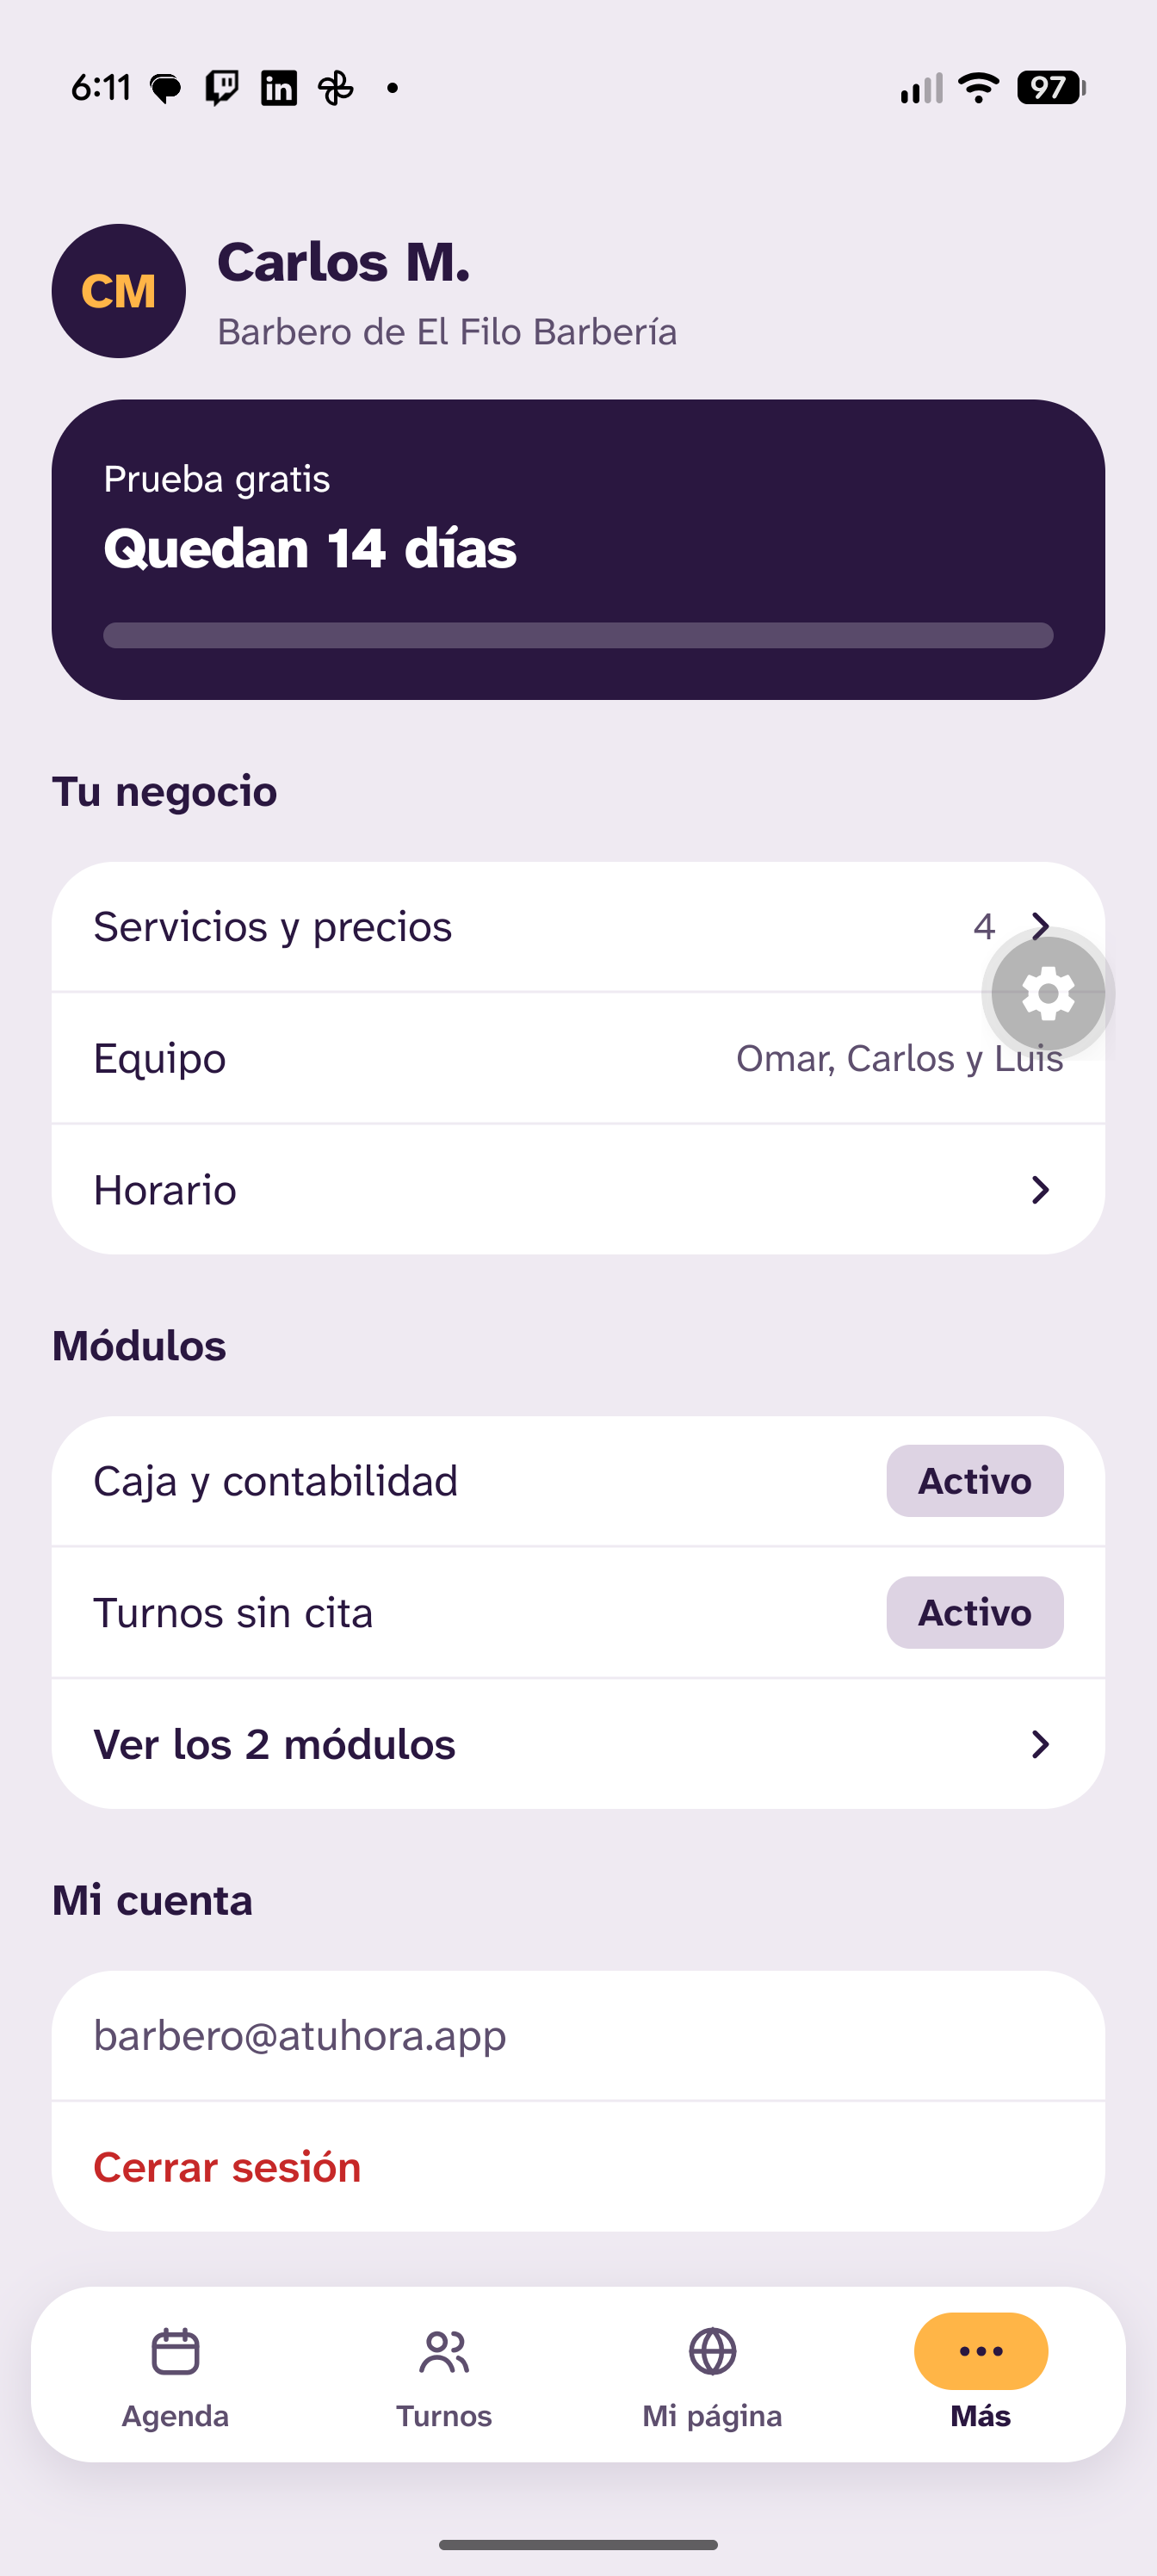 6:11
97
CM
Carlos M.
Barbero de El Filo Barbería
Prueba gratis
Quedan 14 días
Tu negocio
Servicios y precios 4
Equipo Omar, Carlos y Luis
Horario
Módulos
Caja y contabilidad Activo
Turnos sin cita Activo
Ver los 2 módulos
Mi cuenta
barbero@atuhora.app
Cerrar sesión
Agenda Turnos Mi página Más